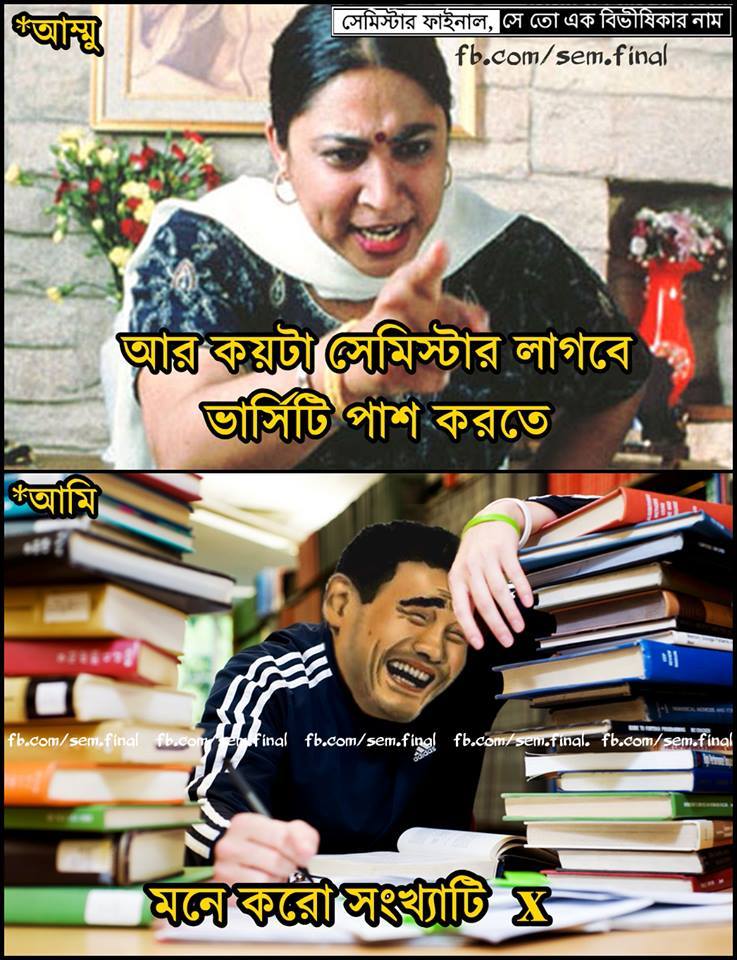 *আম্মু
সেমিস্টার ফাইনাল, সে তো এক বিভীষিকার নাম
fb.com/sem.final
আর কয়টা সেমিস্টার লাগবে
ভার্সিটি পাশ করতে
*আমি
fb.com/sem.final fb.com/sem.final fb.com/sem.final fb.com/sem.final. fb.com/sem.final
adidas
মনে করো সংখ্যাটি x